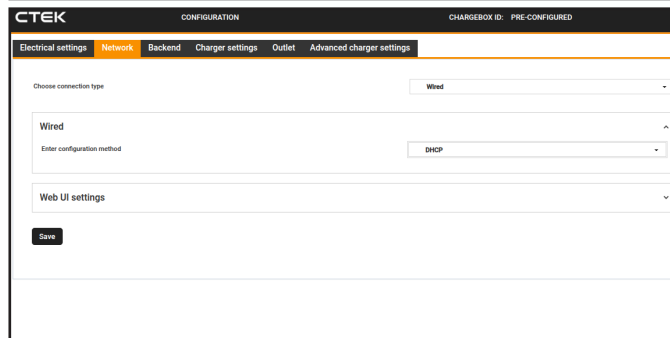 CTEK CONFIGURATION CHARGEBOX ID: PRE-CONFIGURED
Electrical settings Network Backend Charger settings Outlet Advanced charger settings
Choose connection type Wired
Wired
Enter configuration method DHCP
Web UI settings
Save